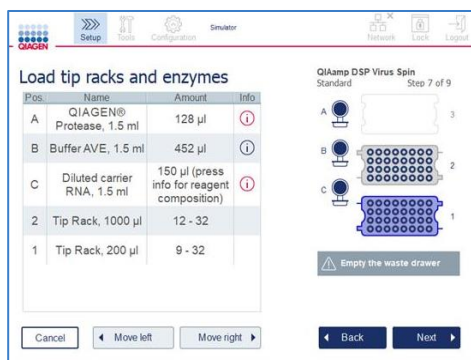 Setup
Tools
Configuration
Simulator
Network
Lock
Logout
QIAGEN
Load tip racks and enzymes
Pos. Name Amount Info
A QIAGEN® Protease, 1.5 ml 128 µl i
B Buffer AVE, 1.5 ml 452 µl i
C Diluted carrier RNA, 1.5 ml 150 µl (press info for reagent composition) i
2 Tip Rack, 1000 µl 12 - 32
1 Tip Rack, 200 µl 9 - 32
QIAamp DSP Virus Spin
Standard Step 7 of 9
A
3
B
2
C
1
Empty the waste drawer
Cancel
Move left
Move right
Back
Next